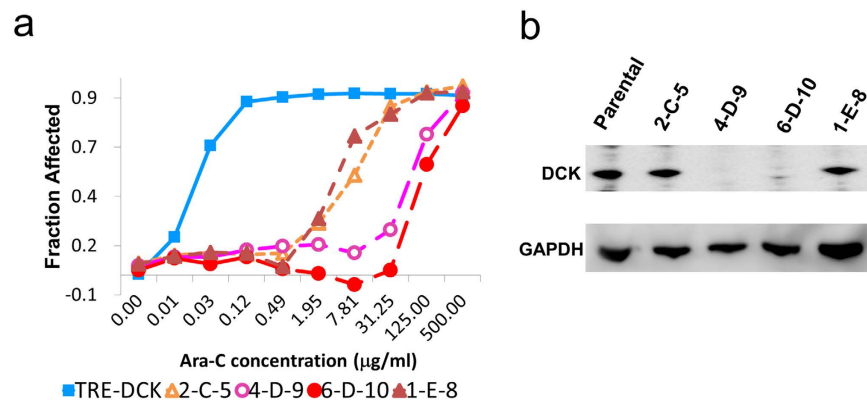 a
Fraction Affected
0.9
0.7
0.4
0.2
-0.1
0.00
0.01
0.03
0.12
0.49
1.95
7.81
31.25
125.00
500.00
Ara-C concentration (μg/ml)
TRE-DCK 2-C-5 4-D-9 6-D-10 1-E-8
b
Parental
2-C-5
4-D-9
6-D-10
1-E-8
DCK
GAPDH